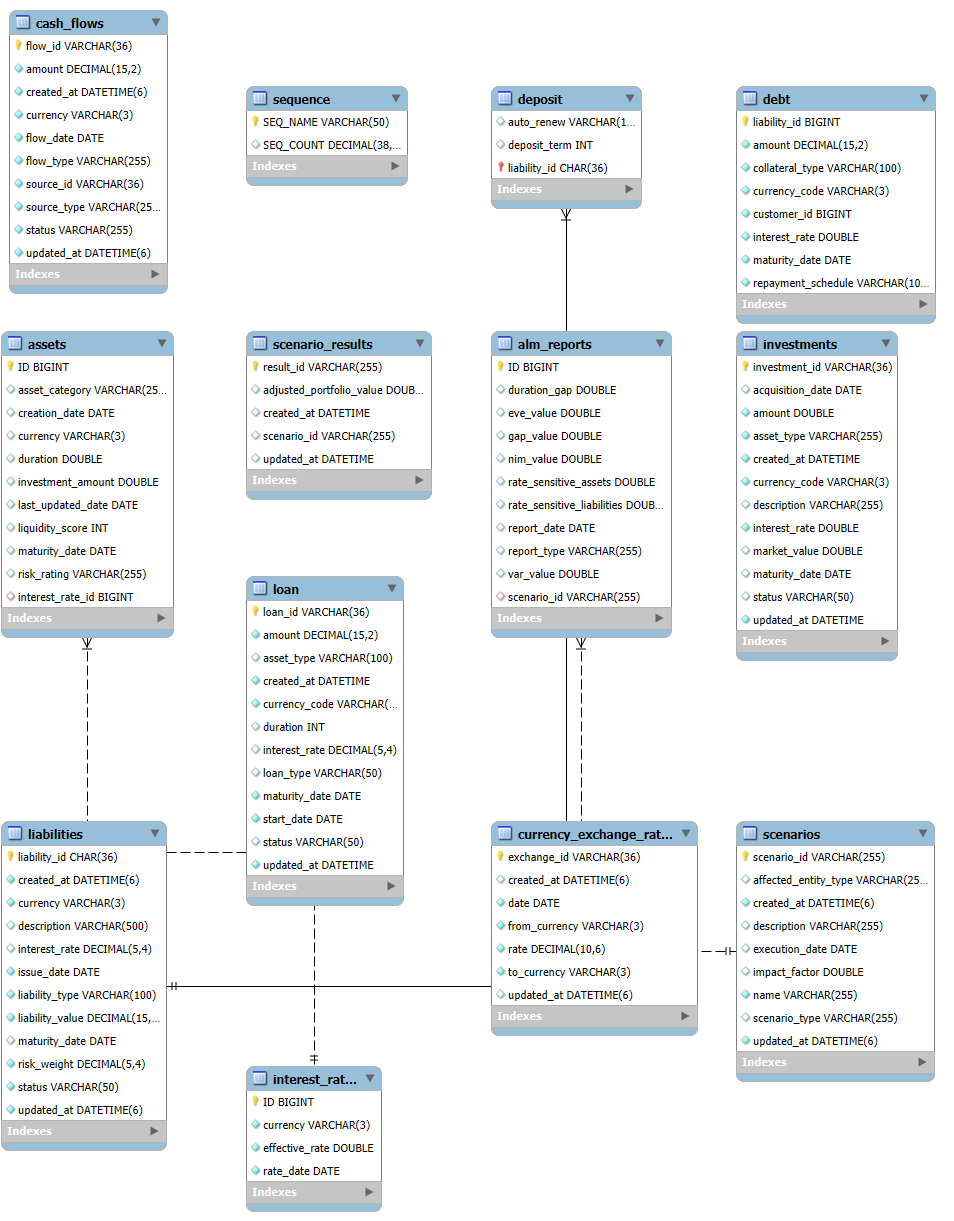 cash_flows
flow_id VARCHAR(36)
amount DECIMAL(15,2)
created_at DATETIME(6)
currency VARCHAR(3)
flow_date DATE
flow_type VARCHAR(255)
source_id VARCHAR(36)
source_type VARCHAR(25...
status VARCHAR(255)
updated_at DATETIME(6)
Indexes
sequence
SEQ_NAME VARCHAR(50)
SEQ_COUNT DECIMAL(38,...
Indexes
deposit
auto_renew VARCHAR(1...
deposit_term INT
liability_id CHAR(36)
Indexes
debt
liability_id BIGINT
amount DECIMAL(15,2)
collateral_type VARCHAR(100)
currency_code VARCHAR(3)
customer_id BIGINT
interest_rate DOUBLE
maturity_date DATE
repayment_schedule VARCHAR(10...
Indexes
assets
ID BIGINT
asset_category VARCHAR(25...
creation_date DATE
currency VARCHAR(3)
duration DOUBLE
investment_amount DOUBLE
last_updated_date DATE
liquidity_score INT
maturity_date DATE
risk_rating VARCHAR(255)
interest_rate_id BIGINT
Indexes
scenario_results
result_id VARCHAR(255)
adjusted_portfolio_value DOUB...
created_at DATETIME
scenario_id VARCHAR(255)
updated_at DATETIME
Indexes
alm_reports
ID BIGINT
duration_gap DOUBLE
eve_value DOUBLE
gap_value DOUBLE
nim_value DOUBLE
rate_sensitive_assets DOUBLE
rate_sensitive_liabilities DOUB...
report_date DATE
report_type VARCHAR(255)
var_value DOUBLE
scenario_id VARCHAR(255)
Indexes
investments
investment_id VARCHAR(36)
acquisition_date DATE
amount DOUBLE
asset_type VARCHAR(255)
created_at DATETIME
currency_code VARCHAR(3)
description VARCHAR(255)
interest_rate DOUBLE
market_value DOUBLE
maturity_date DATE
status VARCHAR(50)
updated_at DATETIME
Indexes
loan
loan_id VARCHAR(36)
amount DECIMAL(15,2)
asset_type VARCHAR(100)
created_at DATETIME
currency_code VARCHAR(...
duration INT
interest_rate DECIMAL(5,4)
loan_type VARCHAR(50)
maturity_date DATE
start_date DATE
status VARCHAR(50)
updated_at DATETIME
Indexes
liabilities
liability_id CHAR(36)
created_at DATETIME(6)
currency VARCHAR(3)
description VARCHAR(500)
interest_rate DECIMAL(5,4)
issue_date DATE
liability_type VARCHAR(100)
liability_value DECIMAL(15,...
maturity_date DATE
risk_weight DECIMAL(5,4)
status VARCHAR(50)
updated_at DATETIME(6)
Indexes
currency_exchange_rat...
exchange_id VARCHAR(36)
created_at DATETIME(6)
date DATE
from_currency VARCHAR(3)
rate DECIMAL(10,6)
to_currency VARCHAR(3)
updated_at DATETIME(6)
Indexes
scenarios
scenario_id VARCHAR(255)
affected_entity_type VARCHAR(25...
created_at DATETIME(6)
description VARCHAR(255)
execution_date DATE
impact_factor DOUBLE
name VARCHAR(255)
scenario_type VARCHAR(255)
updated_at DATETIME(6)
Indexes
interest_rat...
ID BIGINT
currency VARCHAR(3)
effective_rate DOUBLE
rate_date DATE
Indexes